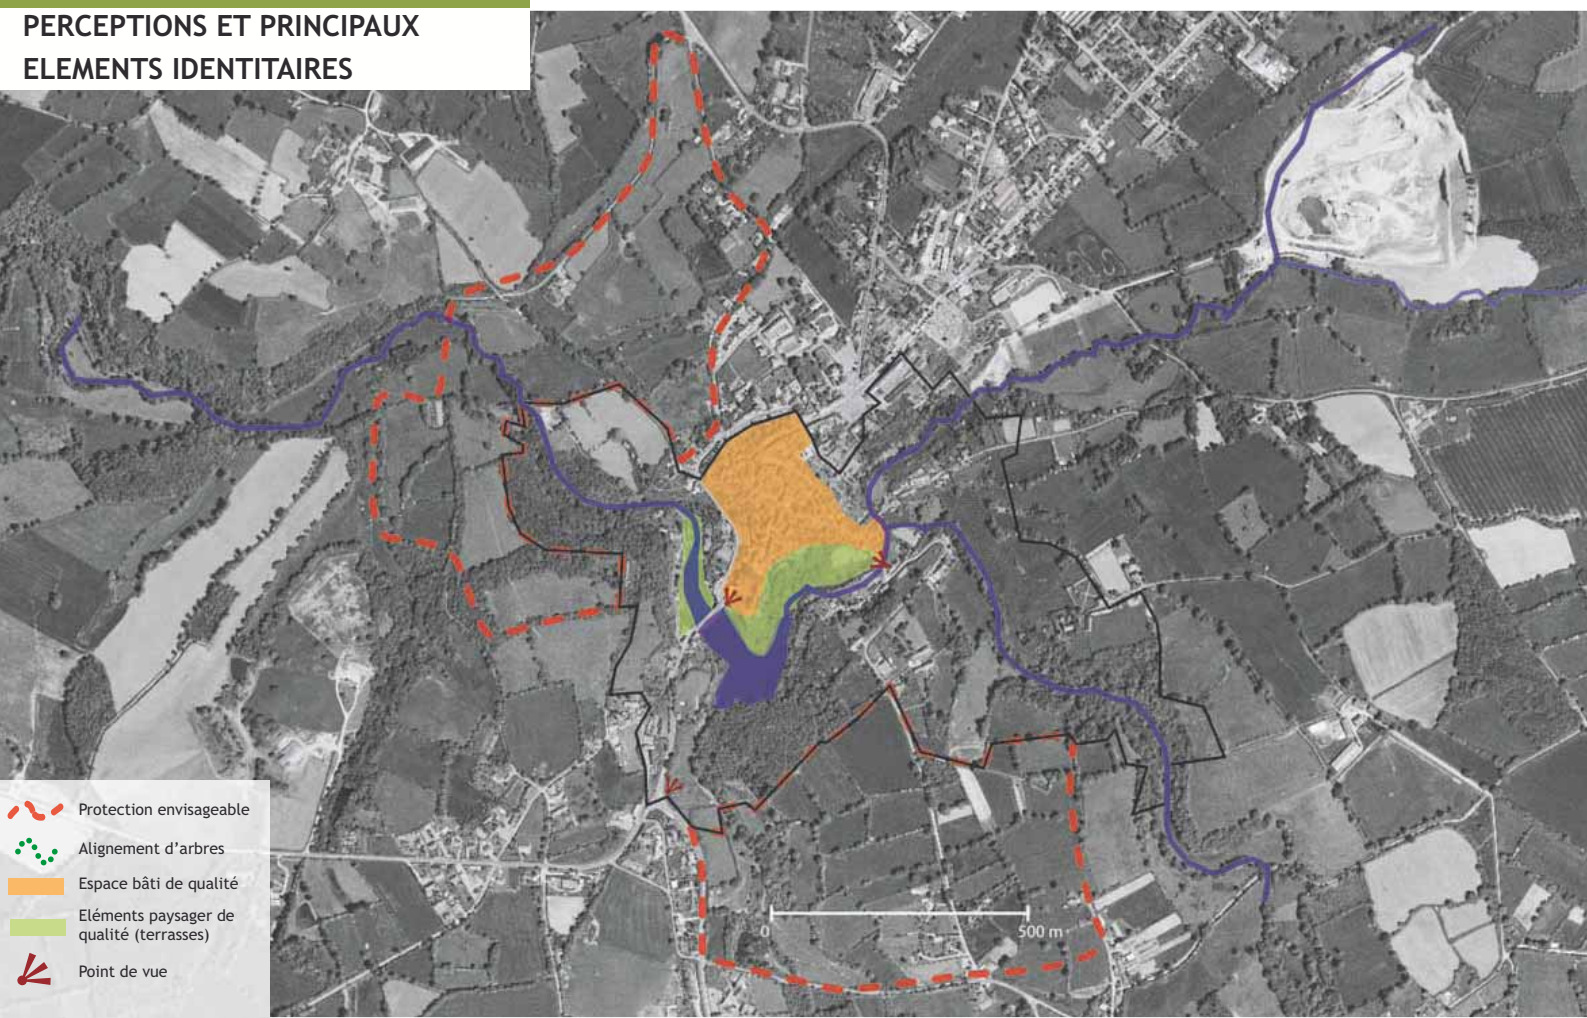 PERCEPTIONS ET PRINCIPAUX
ELEMENTS IDENTITAIRES
Protection envisageable
Alignement d’arbres
Espace bâti de qualité
Eléments paysager de
qualité (terrasses)
Point de vue
0 500 m